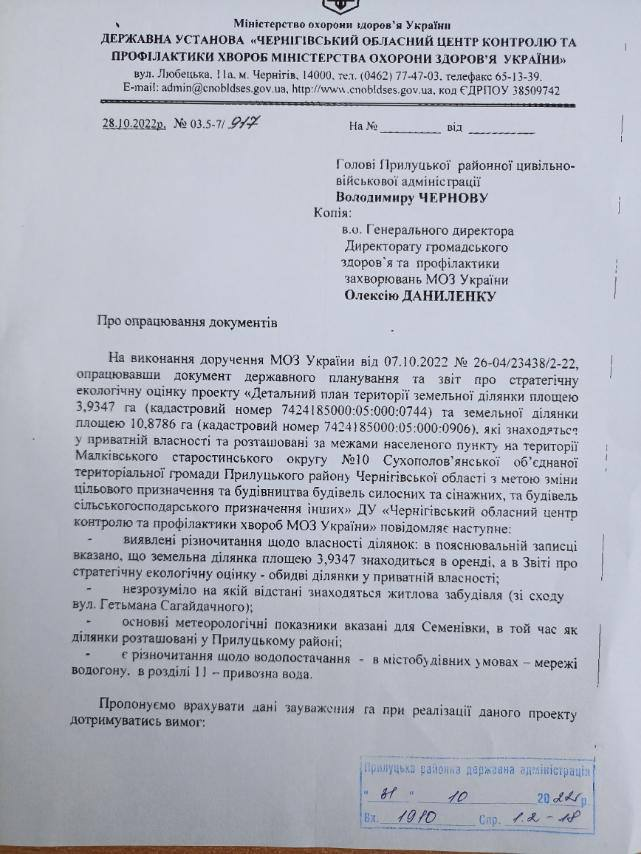 Міністерство охорони здоров'я України
ДЕРЖАВНА УСТАНОВА «ЧЕРНІГІВСЬКИЙ ОБЛАСНИЙ ЦЕНТР КОНТРОЛЮ ТА
ПРОФІЛАКТИКИ ХВОРОБ МІНІСТЕРСТВА ОХОРОНИ ЗДОРОВ'Я УКРАЇНИ»
вул. Любецька, 11а, м. Чернігів, 14000, тел. (0462) 77-47-03, телефакс 65-13-39.
E-mail: admin@cnobldses.gov.ua, http://www.cnobldses.gov.ua, код ЄДРПОУ 38509742
28.10.2022р. № 03.5-7/ 917 На № ________ від ________
Голові Прилуцької районної цивільно-
військової адміністрації
Володимиру ЧЕРНОВУ
Копія:
в.о. Генерального директора
Директорату громадського
здоров'я та профілактики
захворювань МОЗ України
Олексію ДАНИЛЕНКУ
Про опрацювання документів
На виконання доручення МОЗ України від 07.10.2022 № 26-04/23438/2-22,
опрацювавши документ державного планування та звіт про стратегічну
екологічну оцінку проекту «Детальний план території земельної ділянки площею
3,9347 га (кадастровий номер 7424185000:05:000:0744) та земельної ділянки
площею 10,8786 га (кадастровий номер 7424185000:05:000:0906), які знаходяться
у приватній власності та розташовані за межами населеного пункту на території
Малківського старостинського округу №10 Сухополов'янської об'єднаної
територіальної громади Прилуцького району Чернігівської області з метою зміни
цільового призначення та будівництва будівель силосних та сінажних, та будівель
сільськогосподарського призначення інших» ДУ «Чернігівський обласний центр
контролю та профілактики хвороб МОЗ України» повідомляє наступне:
- виявлені різночитання щодо власності ділянок: в пояснювальній записці
вказано, що земельна ділянка площею 3,9347 знаходиться в оренді, а в Звіті про
стратегічну екологічну оцінку - обидві ділянки у приватній власності;
- незрозуміло на якій відстані знаходяться житлова забудівля (зі сходу
вул. Гетьмана Сагайдачного);
- основні метеорологічні показники вказані для Семенівки, в той час як
ділянки розташовані у Прилуцькому районі;
- є різночитання щодо водопостачання - в містобудівних умовах – мережі
водогону, в розділі 11 – привозна вода.
Пропонуємо врахувати дані зауваження та при реалізації даного проекту
дотримуватись вимог:
Прилуцька районна державна адміністрація
"31" 10 2022 р.
Вх. 1910 Спр. 1.2-18